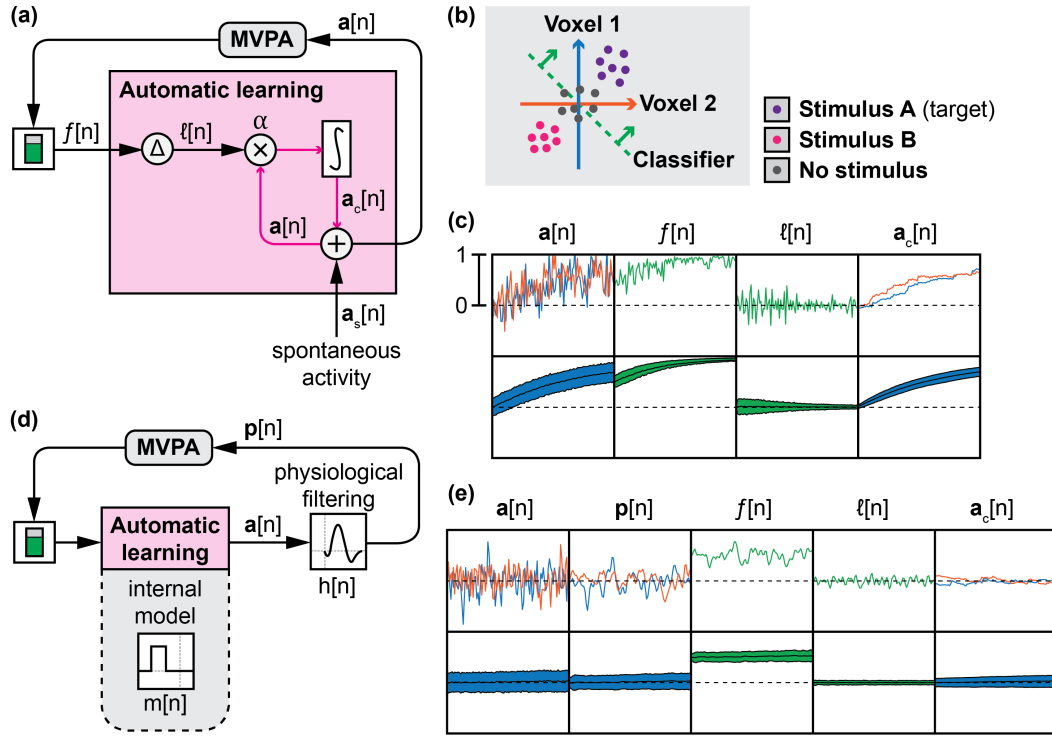 (a)
a[n]
MVPA
Automatic learning
f[n]
Δ
ℓ[n]
α
×
∫
a_c[n]
a[n]
+
a_s[n]
spontaneous
activity
(b)
Voxel 1
Voxel 2
Classifier
Stimulus A (target)
Stimulus B
No stimulus
(c)
a[n] f[n] ℓ[n] a_c[n]
1
0
(d)
p[n]
MVPA
physiological
filtering
Automatic
learning
a[n]
h[n]
internal
model
m[n]
(e)
a[n] p[n] f[n] ℓ[n] a_c[n]